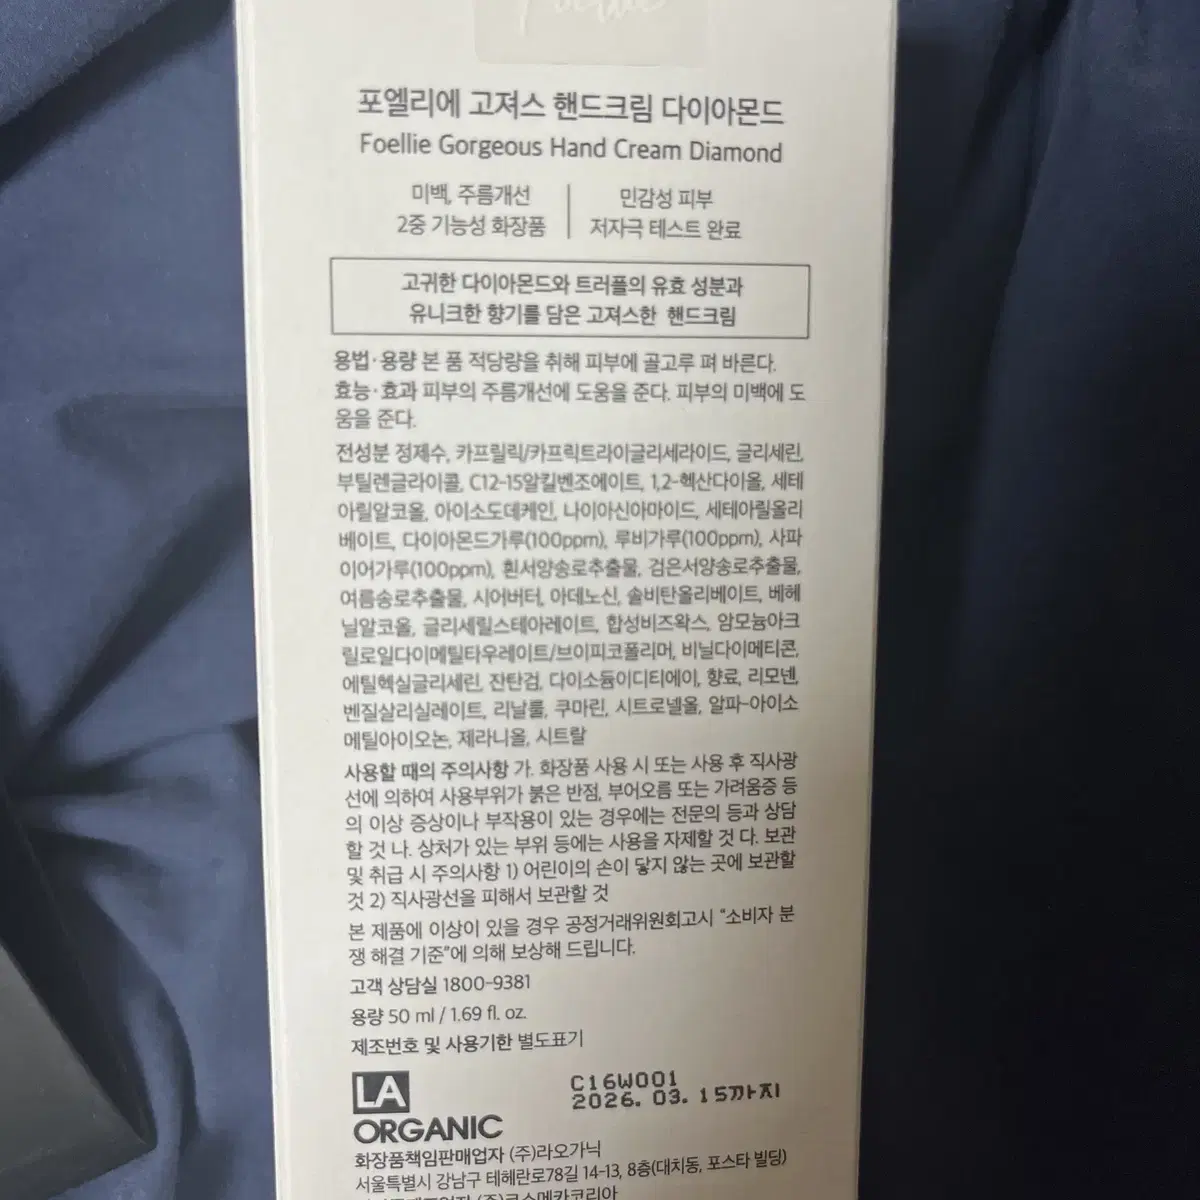 포엘리에 고져스 핸드크림 다이아몬드
Foellie Gorgeous Hand Cream Diamond
미백, 주름개선
2중 기능성 화장품
민감성 피부
저자극 테스트 완료
고귀한 다이아몬드와 트러플의 유효 성분과
유니크한 향기를 담은 고져스한 핸드크림
용법·용량 본 품 적당량을 취해 피부에 골고루 펴 바른다.
효능·효과 피부의 주름개선에 도움을 준다. 피부의 미백에 도
움을 준다.
전성분 정제수, 카프릴릭/카프릭트라이글리세라이드, 글리세린,
부틸렌글라이콜, C12-15알킬벤조에이트, 1,2-헥산다이올, 세테
아릴알코올, 아이소도데케인, 나이아신아마이드, 세테아릴올리
베이트, 다이아몬드가루(100ppm), 루비가루(100ppm), 사파
이어가루(100ppm), 흰서양송로추출물, 검은서양송로추출물,
여름송로추출물, 시어버터, 아데노신, 솔비탄올리베이트, 베헤
닐알코올, 글리세릴스테아레이트, 합성비즈왁스, 암모늄아크
릴로일다이메틸타우레이트/브이피코폴리머, 비닐다이메티콘,
에틸헥실글리세린, 잔탄검, 다이소듐이디티에이, 향료, 리모넨,
벤질살리실레이트, 리날룰, 쿠마린, 시트로넬올, 알파-아이소
메틸아이오논, 제라니올, 시트랄
사용할 때의 주의사항 가. 화장품 사용 시 또는 사용 후 직사광
선에 의하여 사용부위가 붉은 반점, 부어오름 또는 가려움증 등
의 이상 증상이나 부작용이 있는 경우에는 전문의 등과 상담
할 것 나. 상처가 있는 부위 등에는 사용을 자제할 것 다. 보관
및 취급 시 주의사항 1) 어린이의 손이 닿지 않는 곳에 보관할
것 2) 직사광선을 피해서 보관할 것
본 제품에 이상이 있을 경우 공정거래위원회고시 "소비자 분
쟁 해결 기준"에 의해 보상해 드립니다.
고객 상담실 1800-9381
용량 50 ml / 1.69 fl. oz.
제조번호 및 사용기한 별도표기
LA
ORGANIC
C16W001
2026. 03. 15까지
화장품책임판매업자 (주)라오가닉
서울특별시 강남구 테헤란로78길 14-13, 8층(대치동, 포스타 빌딩)
(주)코스메카코리아